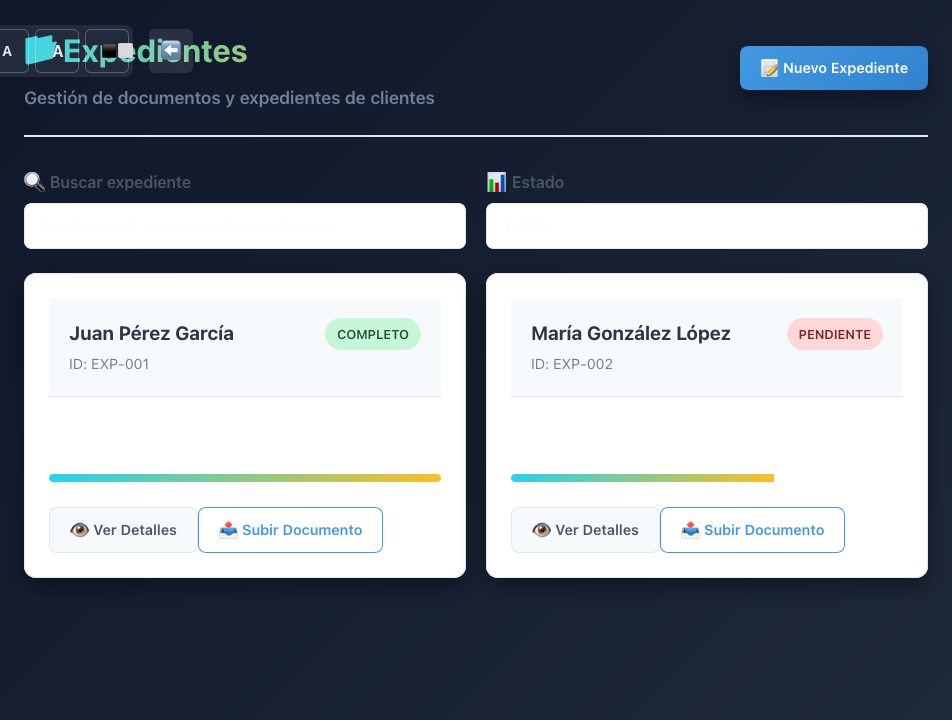 A
A
Expedientes
Gestión de documentos y expedientes de clientes
Nuevo Expediente
Buscar expediente
Estado
Todos
Juan Pérez García
COMPLETO
ID: EXP-001
María González López
PENDIENTE
ID: EXP-002
Ver Detalles
Subir Documento
Ver Detalles
Subir Documento